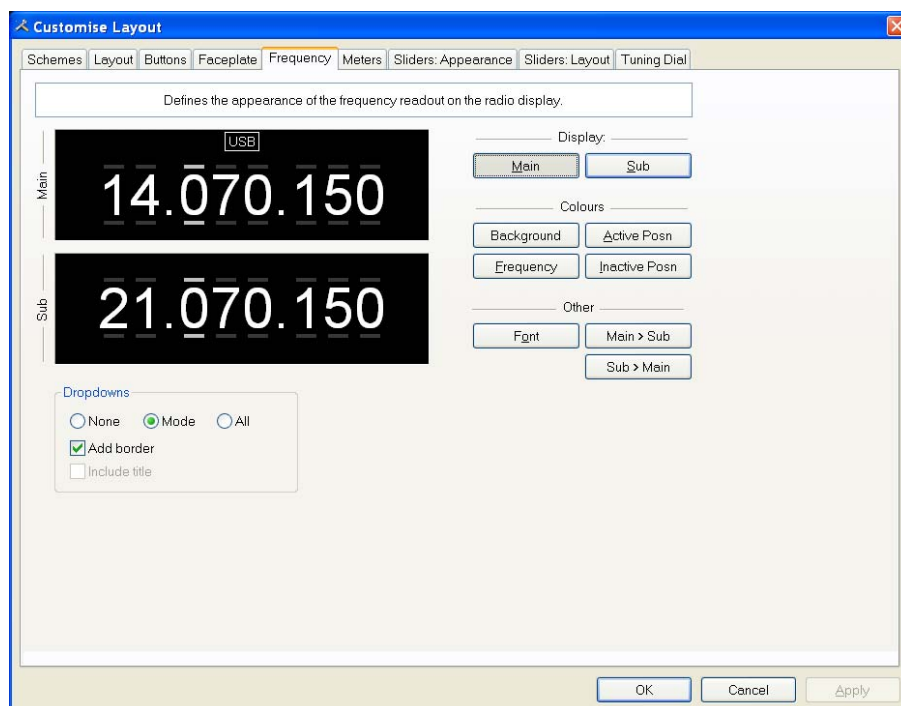 Customise Layout
Schemes Layout Buttons Faceplate Frequency Meters Sliders: Appearance Sliders: Layout Tuning Dial
Defines the appearance of the frequency readout on the radio display.
Main
USB
14.070.150
Sub
21.070.150
Display:
Main Sub
Colours
Background Active Posn
Frequency Inactive Posn
Other
Font Main > Sub
Sub > Main
Dropdowns
None Mode All
Add border
Include title
OK Cancel Apply